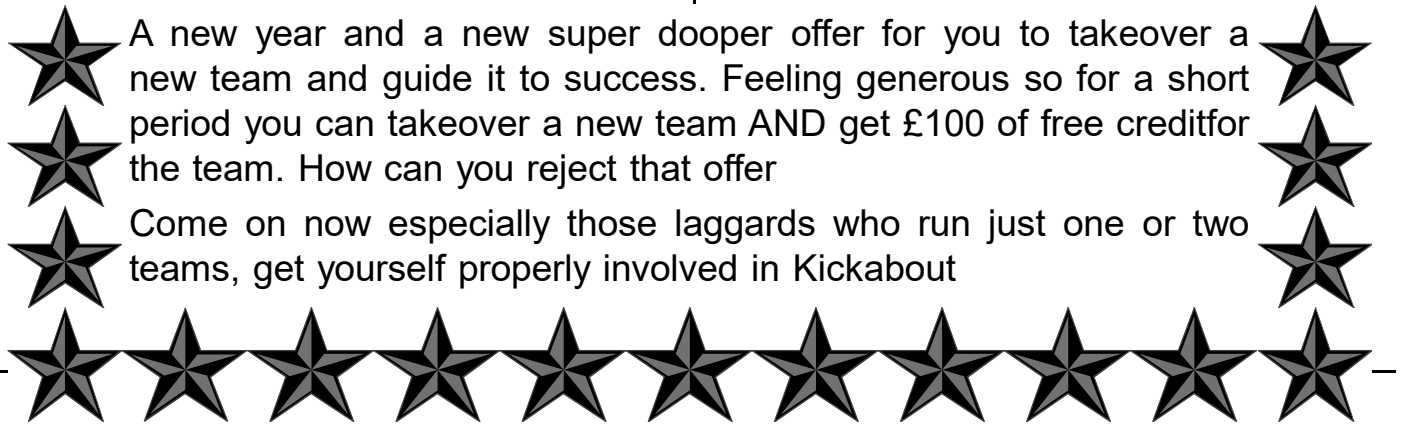 A new year and a new super dooper offer for you to takeover a
new team and guide it to success. Feeling generous so for a short
period you can takeover a new team AND get £100 of free creditfor
the team. How can you reject that offer
Come on now especially those laggards who run just one or two
teams, get yourself properly involved in Kickabout